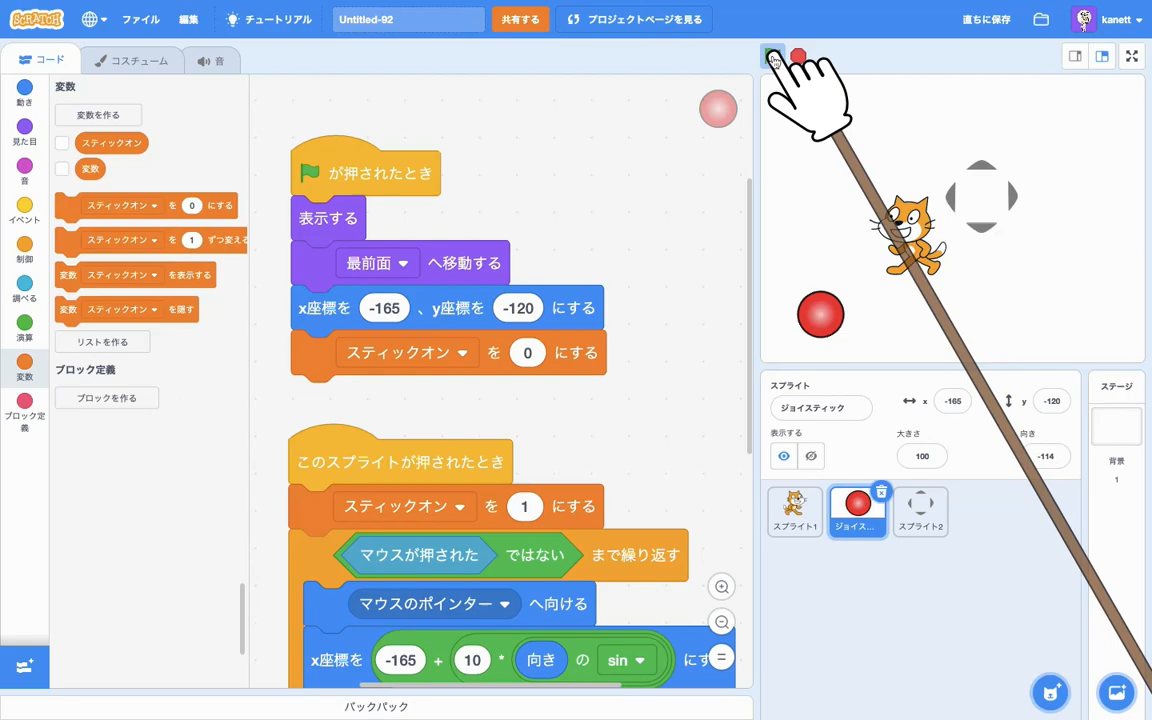 SCRATCH
ファイル
編集
チュートリアル
Untitled-92
共有する
プロジェクトページを見る
直ちに保存
kanett
コード
コスチューム
音
動き
見た目
音
イベント
制御
調べる
演算
変数
ブロック定義
変数
変数を作る
スティックオン
変数
スティックオン を 0 にする
スティックオン を 1 ずつ変える
変数 スティックオン を表示する
変数 スティックオン を隠す
リストを作る
ブロック定義
ブロックを作る
が押されたとき
表示する
最前面 へ移動する
x座標を -165 、y座標を -120 にする
スティックオン を 0 にする
このスプライトが押されたとき
スティックオン を 1 にする
マウスが押された ではない まで繰り返す
マウスのポインター へ向ける
x座標を -165 + 10 * 向き の sin にす
バックパック
スプライト
ジョイスティック
x -165
y -120
表示する
大きさ
100
向き
-114
スプライト1
ジョイス...
スプライト2
ステージ
背景
1